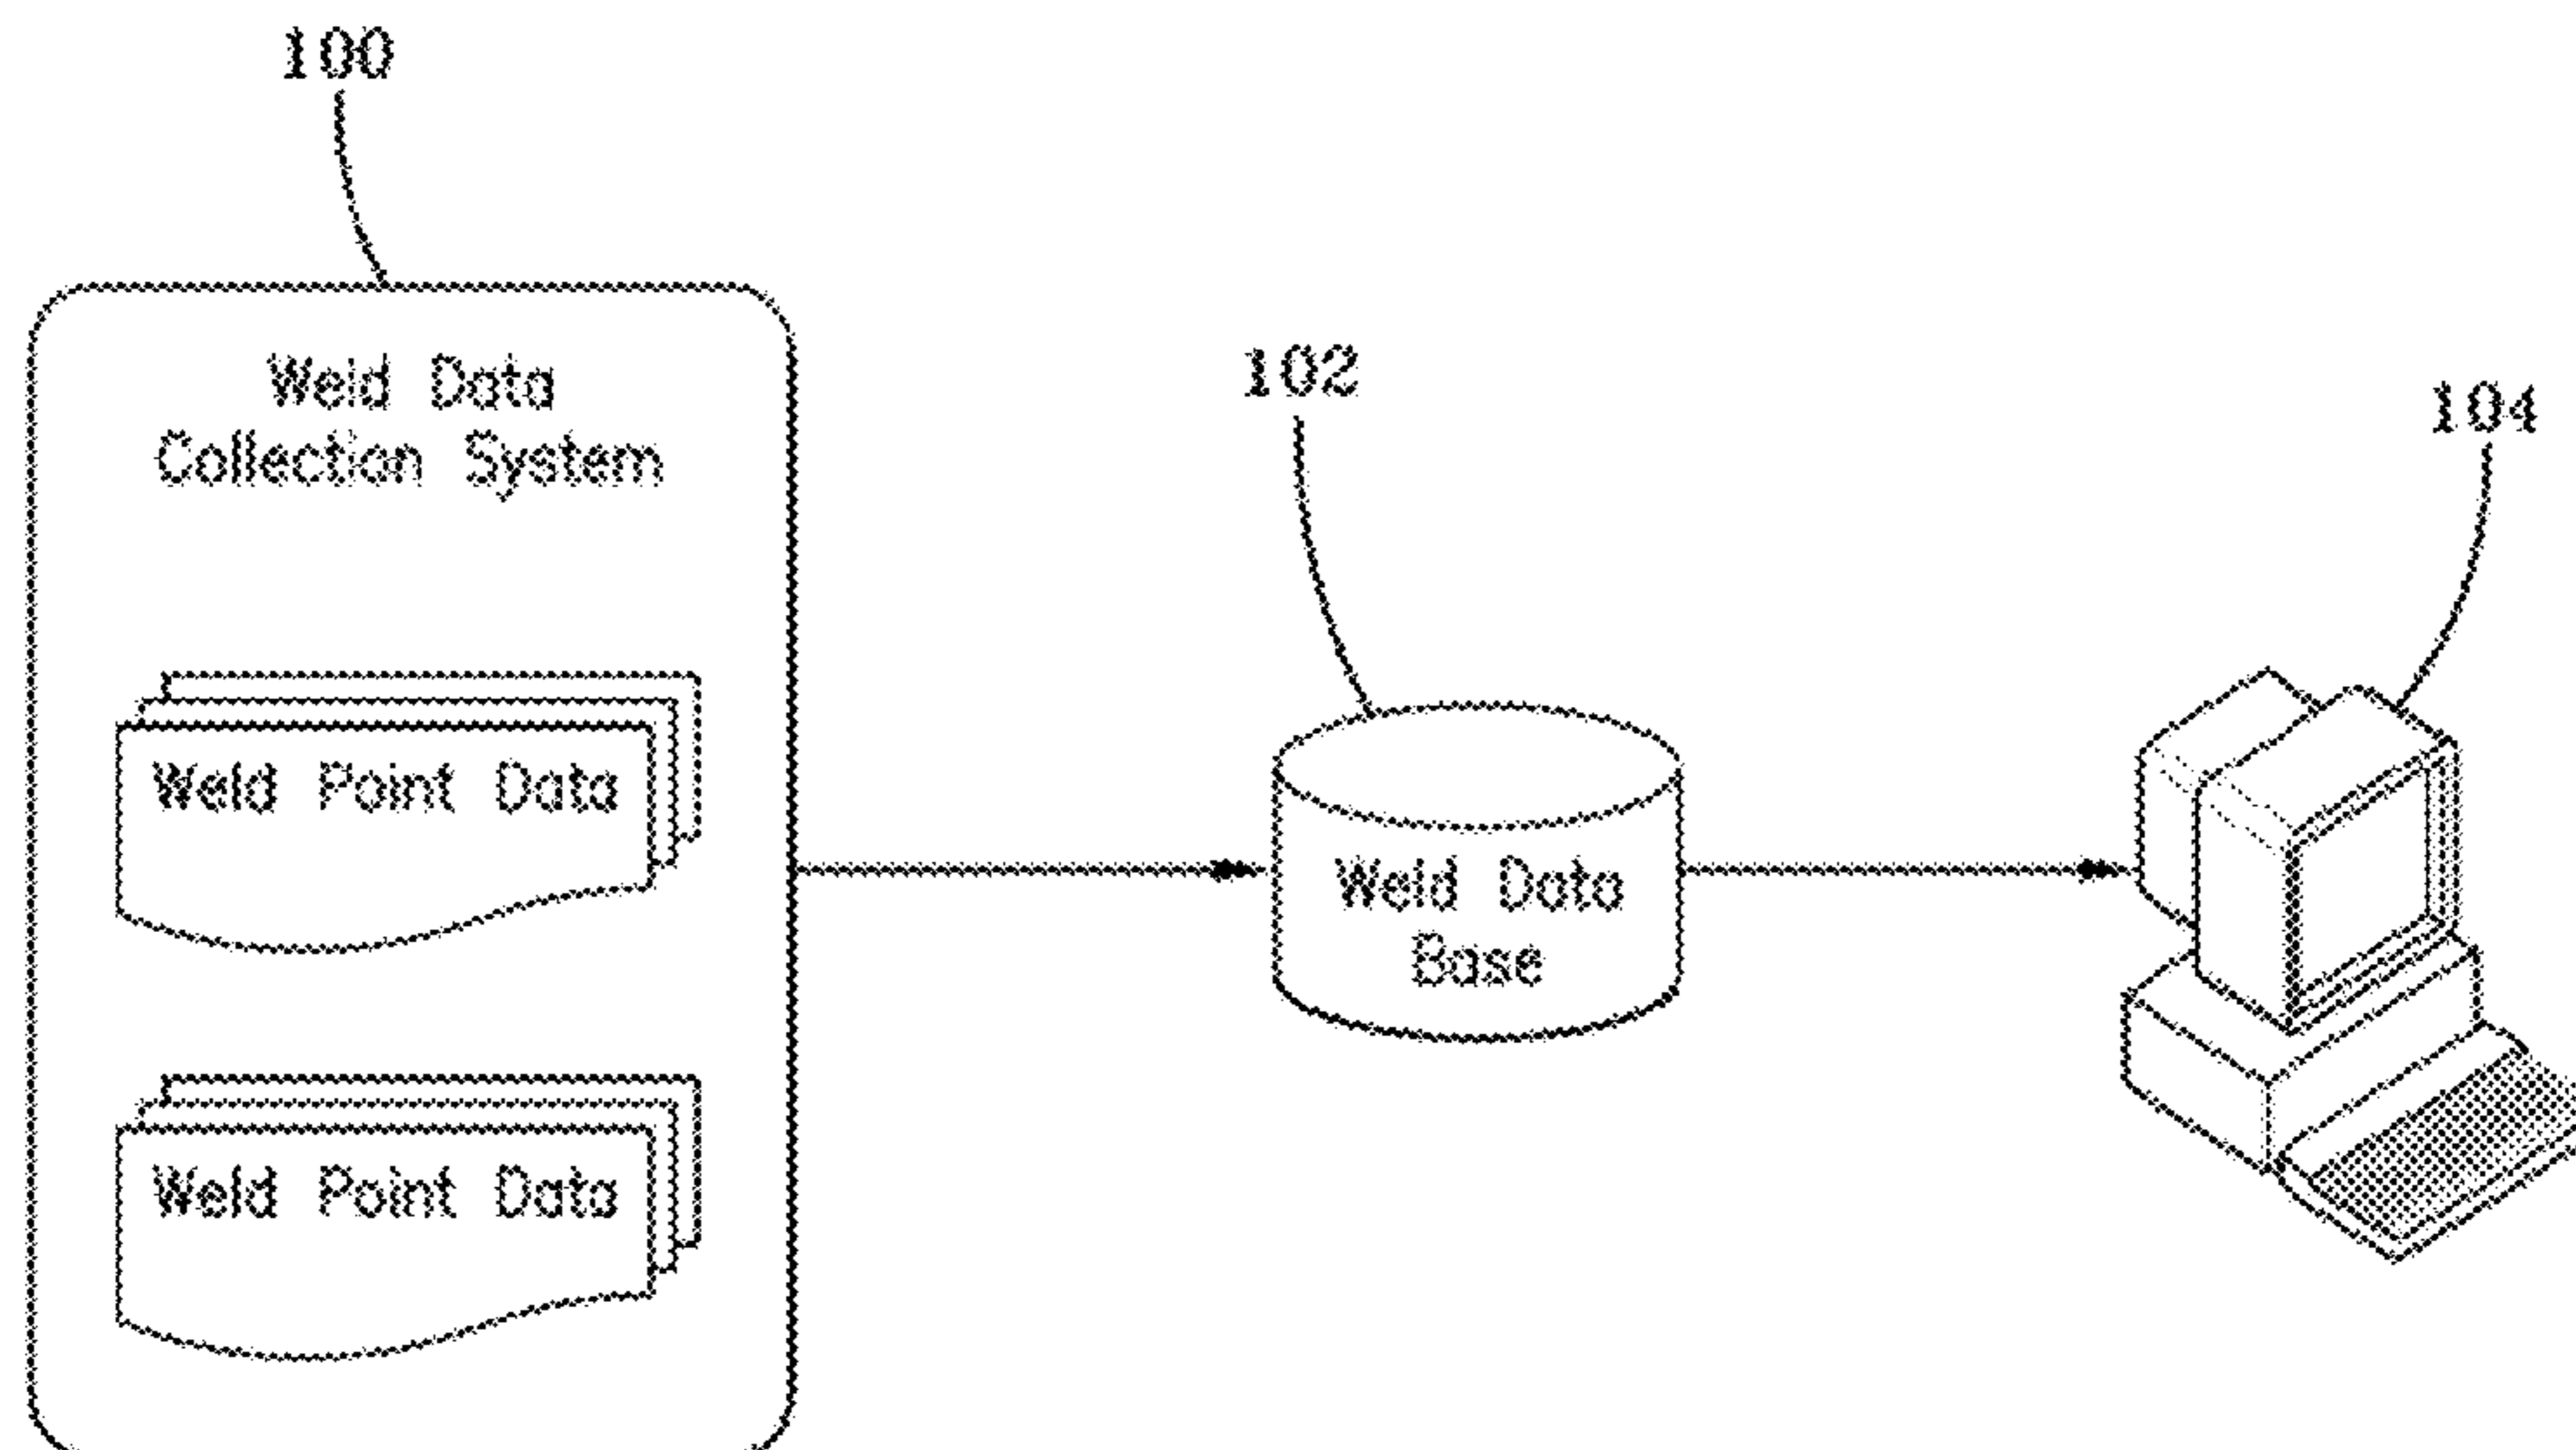 100
Weld Data
Collection System
102
104
Weld Point Data
Weld Data
Base
Weld Point Data